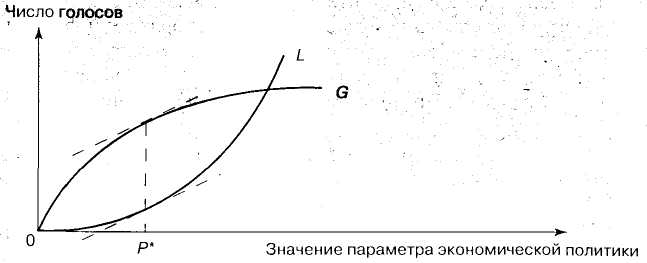 Число голосов
L
G
0
P*
Значение параметра экономической политики